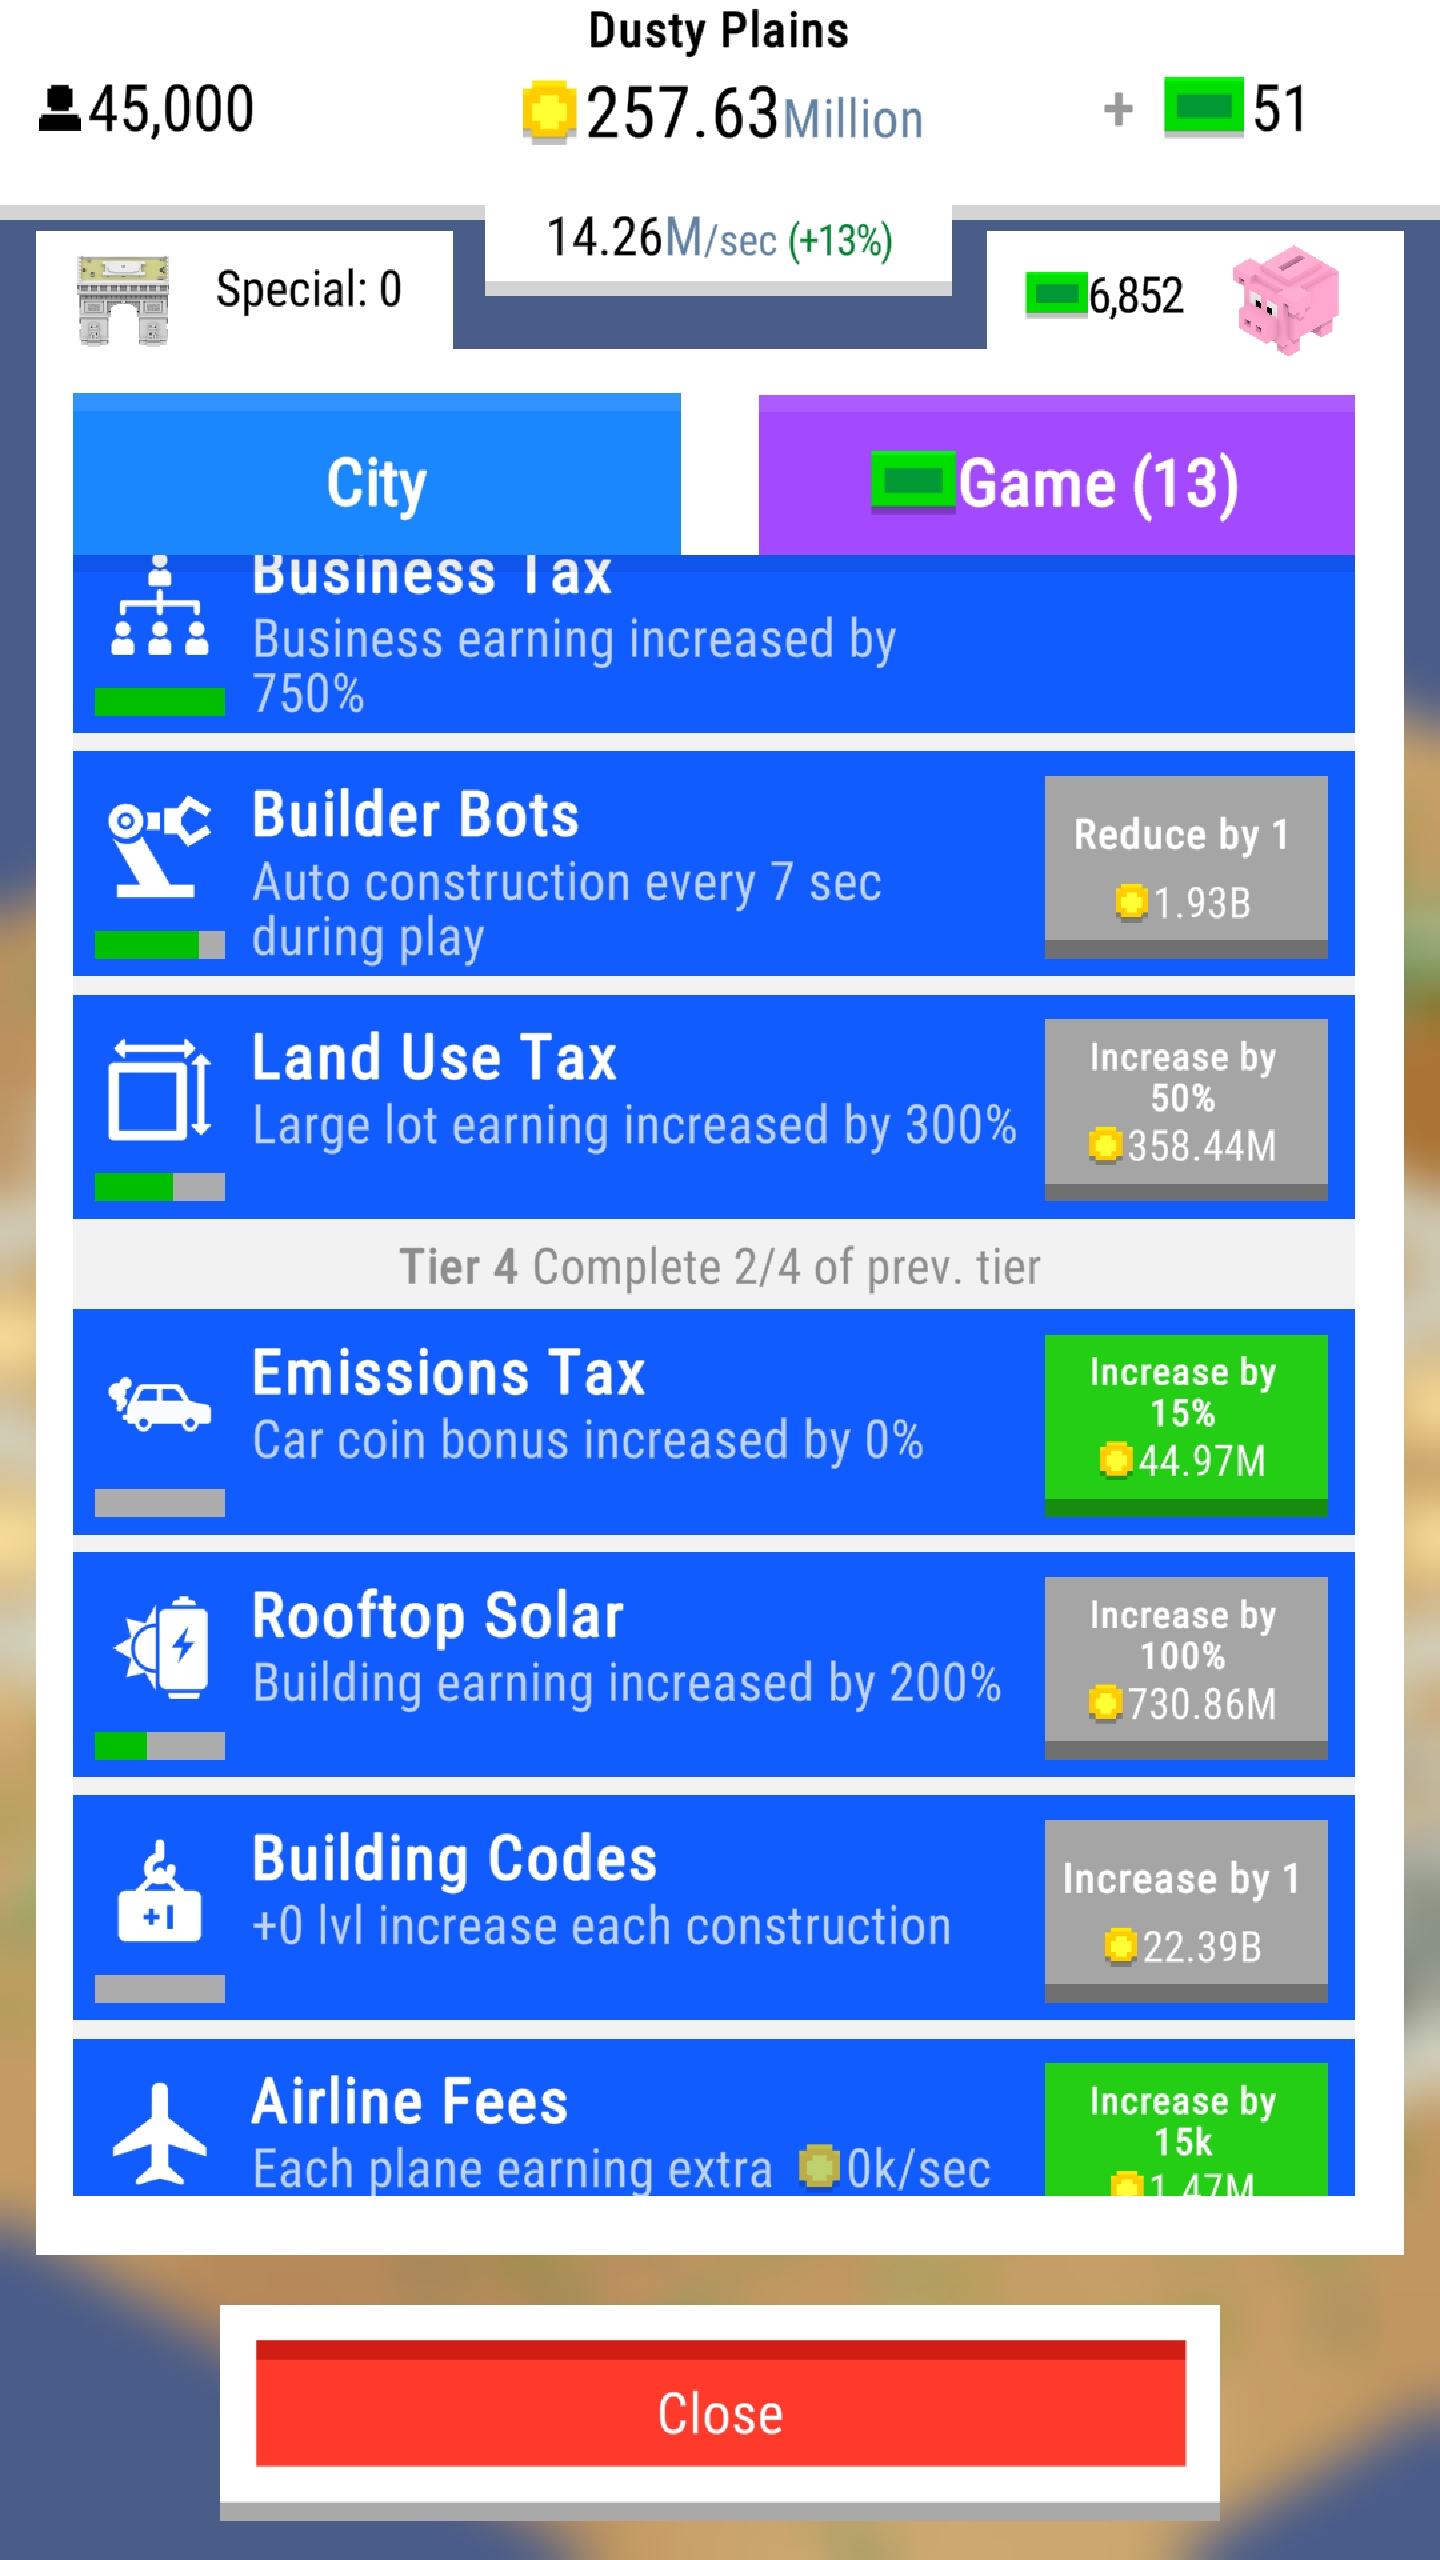 Dusty Plains
45,000
257.63Million
+ 51
14.26M/sec (+13%)
Special: 0
6,852
City
Game (13)
Business Tax
Business earning increased by
750%
Builder Bots
Auto construction every 7 sec
during play
Reduce by 1
1.93B
Land Use Tax
Large lot earning increased by 300%
Increase by
50%
358.44M
Tier 4 Complete 2/4 of prev. tier
Emissions Tax
Car coin bonus increased by 0%
Increase by
15%
44.97M
Rooftop Solar
Building earning increased by 200%
Increase by
100%
730.86M
+1
Building Codes
+0 lvl increase each construction
Increase by 1
22.39B
Airline Fees
Each plane earning extra 0k/sec
Increase by
15k
1.47M
Close